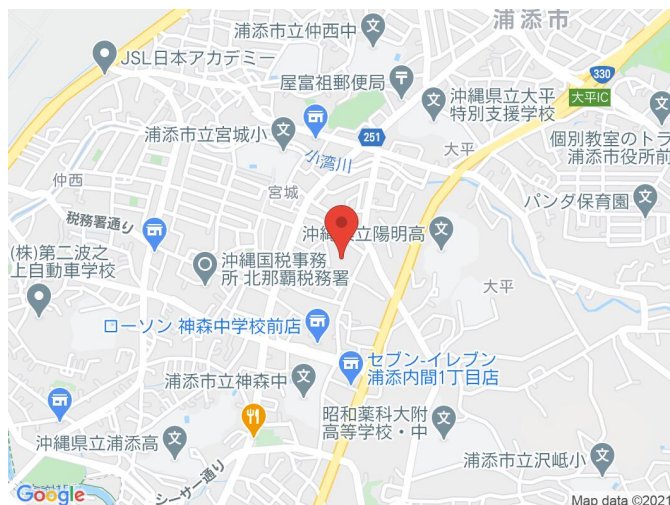 浦添市
浦添市立仲西中
330
JSL日本アカデミー
屋富祖郵便局
大平IC
沖縄県立大平
特別支援学校
浦添市立宮城小
251
小湾川
大平
個別教室のトラ
浦添市役所前
仲西
宮城
パンダ保育園
税務署通り
沖縄県立陽明高
(株)第二波之
上自動車学校
沖縄国税事務
所 北那覇税務署
大平
ローソン 神森中学校前店
セブン-イレブン
浦添内間1丁目店
浦添市立神森中
昭和薬科大附
高等学校・中
沖縄県立浦添高
浦添市立沢岻小
シーサー通り
Google
Map data ©2021